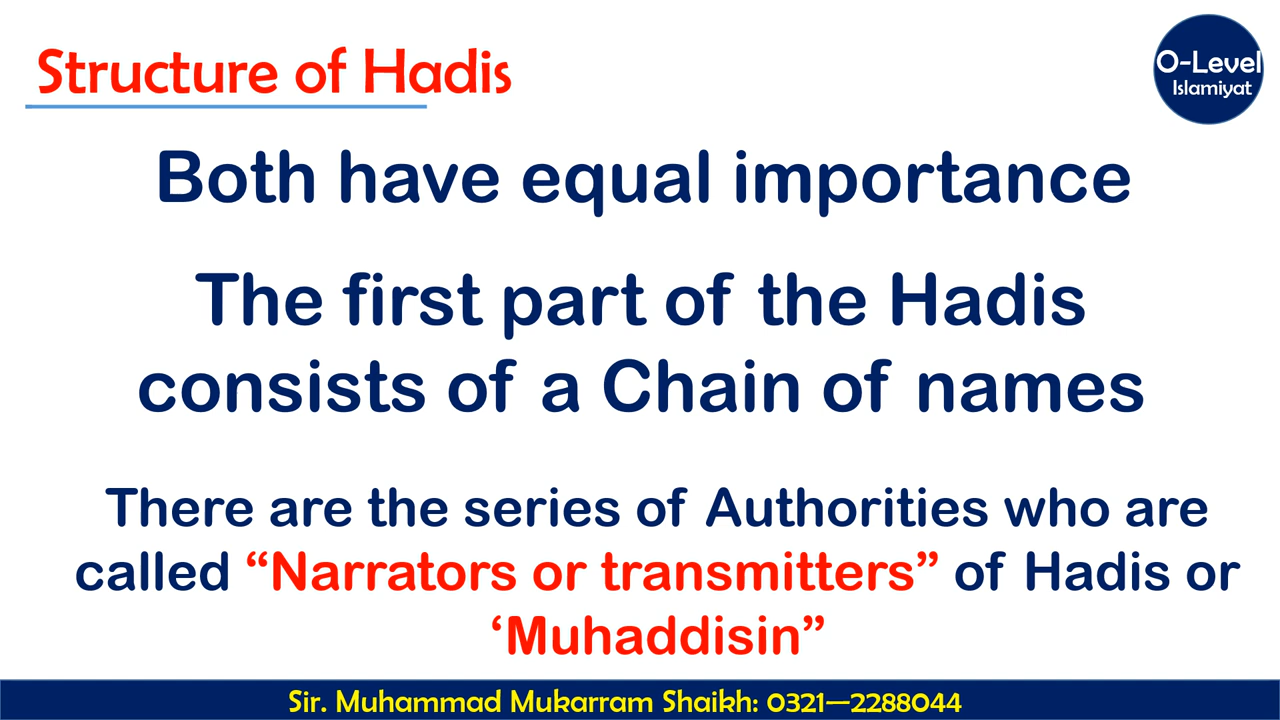 Structure of Hadis
O-Level
Islamiyat
Both have equal importance
The first part of the Hadis
consists of a Chain of names
There are the series of Authorities who are
called “Narrators or transmitters” of Hadis or
‘Muhaddisin”
Sir. Muhammad Mukarram Shaikh: 0321—2288044